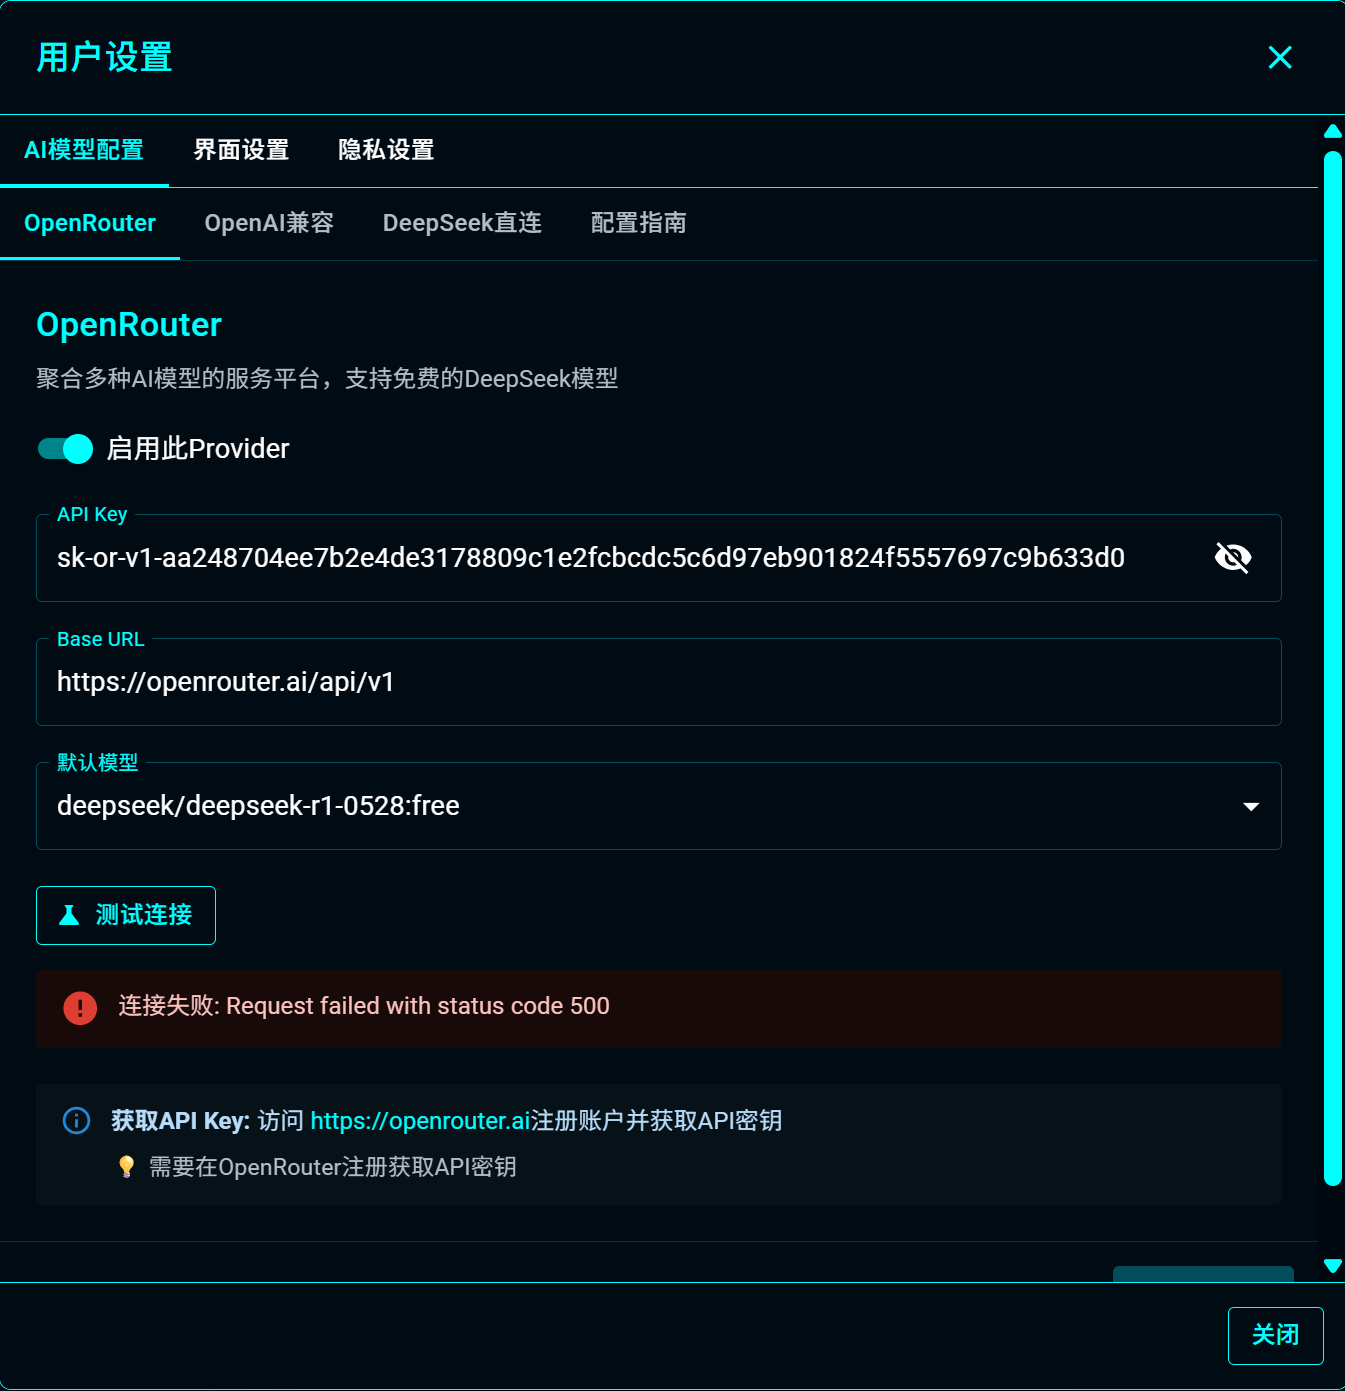 用户设置
AI模型配置 界面设置 隐私设置
OpenRouter OpenAI兼容 DeepSeek直连 配置指南
OpenRouter
聚合多种AI模型的服务平台，支持免费的DeepSeek模型
启用此Provider
API Key
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
Base URL
https://openrouter.ai/api/v1
默认模型
deepseek/deepseek-r1-0528:free
测试连接
连接失败: Request failed with status code 500
获取API Key: 访问 https://openrouter.ai注册账户并获取API密钥
💡 需要在OpenRouter注册获取API密钥
关闭